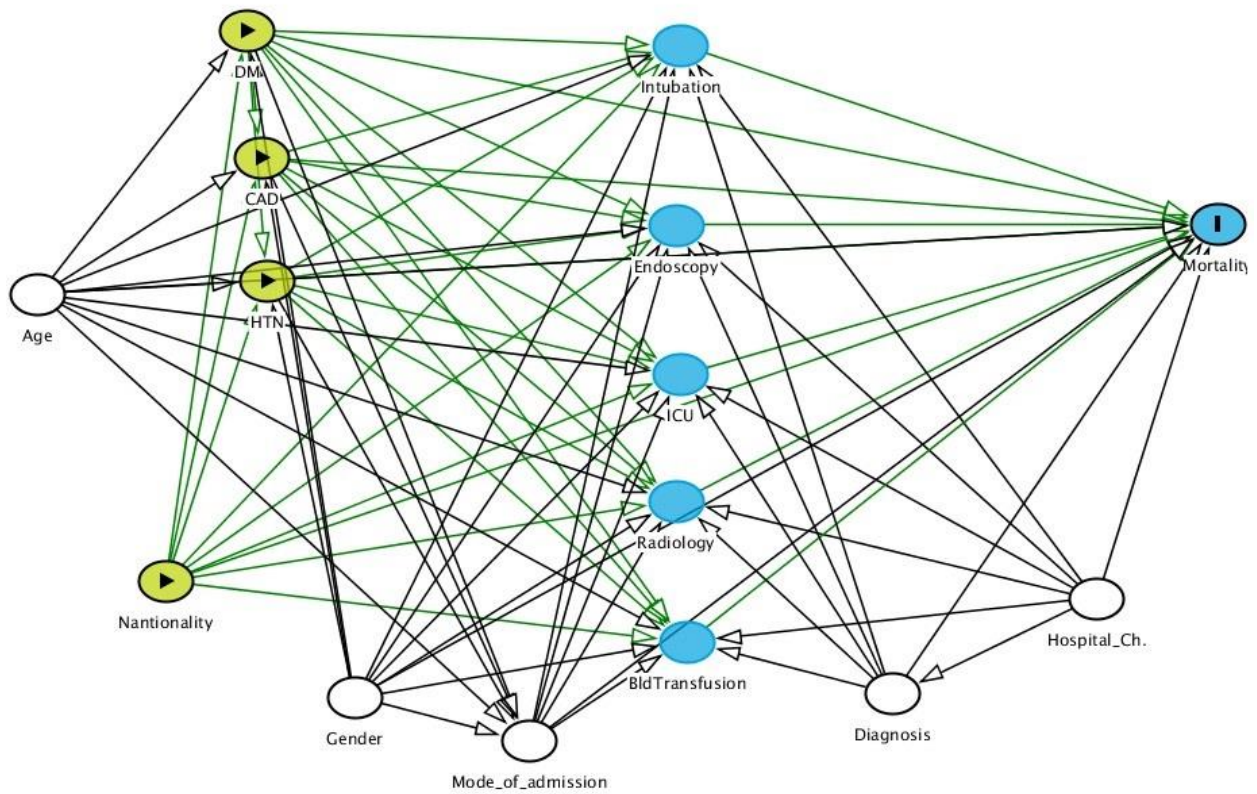 DM
Intubation
CAD
Endoscopy
Mortality
HTN
Age
ICU
Radiology
Nantionality
Hospital_Ch.
BldTransfusion
Gender
Diagnosis
Mode_of_admission